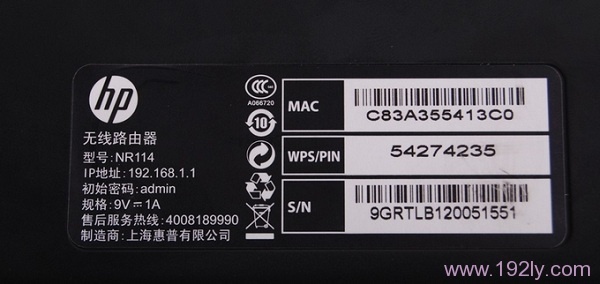 hp
无线路由器
型号: NR114
IP地址: 192.168.1.1
初始密码: admin
规格: 9V⎓1A
售后服务热线: 4008189990
制造商: 上海惠普有限公司
CCC
A066720
10
MAC
C83A355413C0
WPS/PIN
54274235
S/N
9GRTLB120051551
www.192ly.com